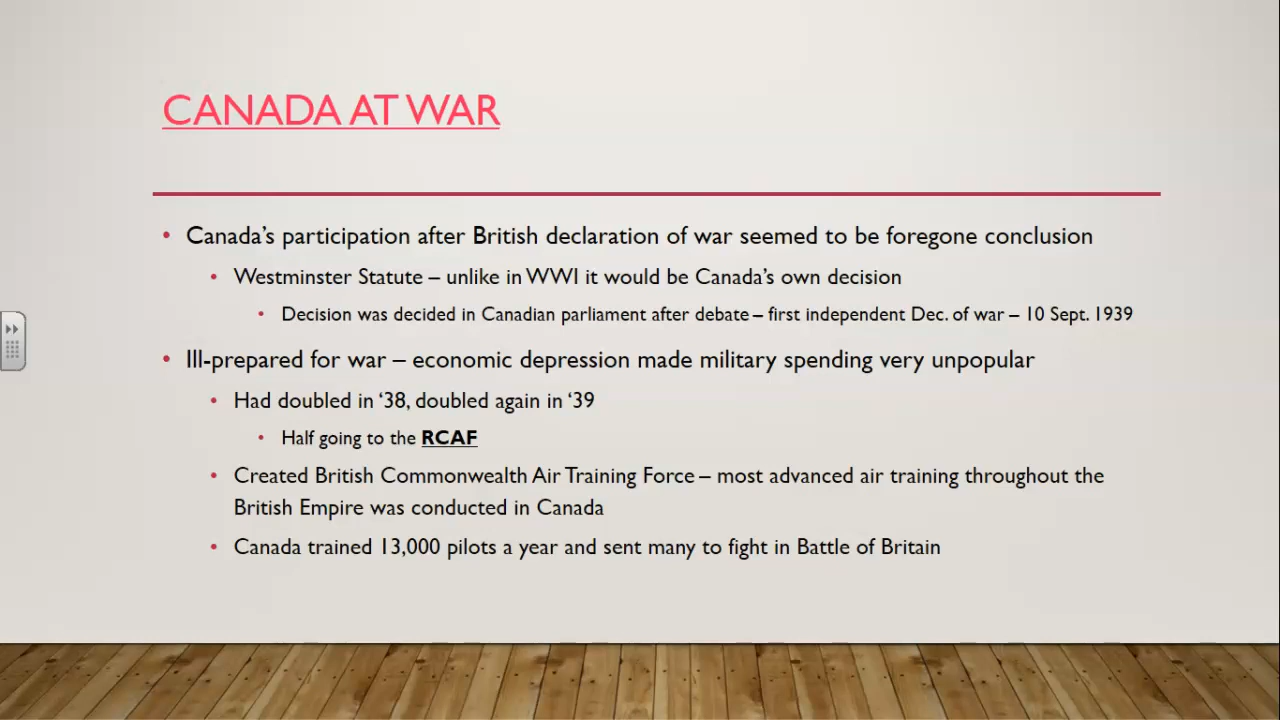 CANADA AT WAR
• Canada's participation after British declaration of war seemed to be foregone conclusion
• Westminster Statute – unlike in WWI it would be Canada's own decision
• Decision was decided in Canadian parliament after debate – first independent Dec. of war – 10 Sept. 1939
• Ill-prepared for war – economic depression made military spending very unpopular
• Had doubled in ‘38, doubled again in ‘39
• Half going to the RCAF
• Created British Commonwealth Air Training Force – most advanced air training throughout the
British Empire was conducted in Canada
• Canada trained 13,000 pilots a year and sent many to fight in Battle of Britain